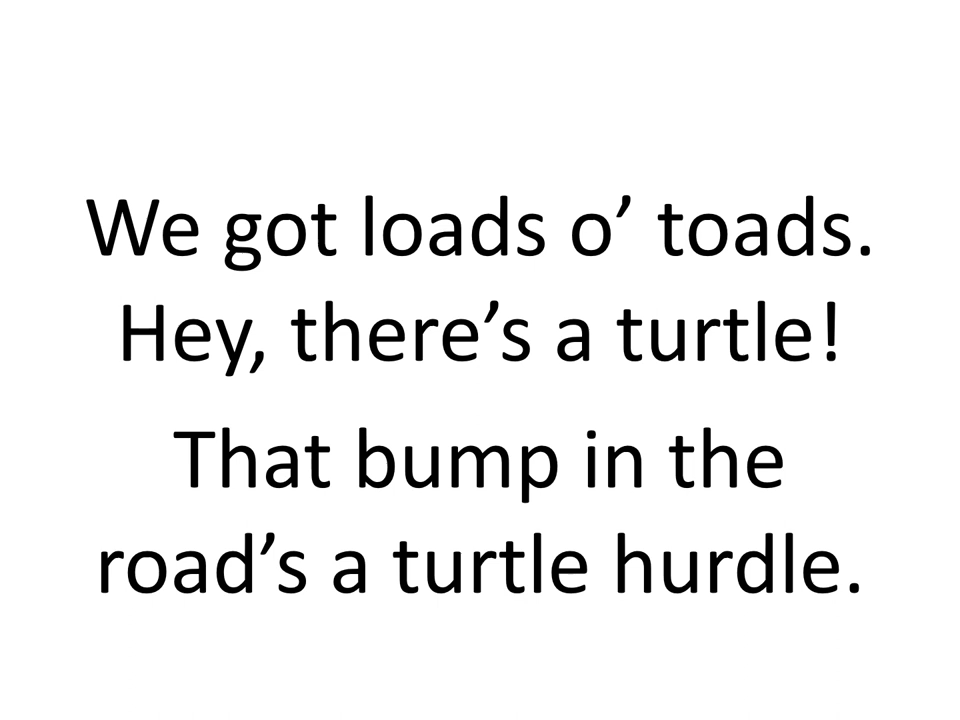 We got loads o’ toads.
Hey, there’s a turtle!
That bump in the
road’s a turtle hurdle.